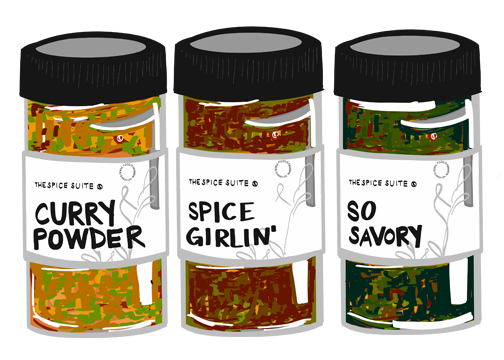 THE SPICE SUITE
CURRY
POWDER
THE SPICE SUITE
SPICE
GIRLIN'
THE SPICE SUITE
SO
SAVORY